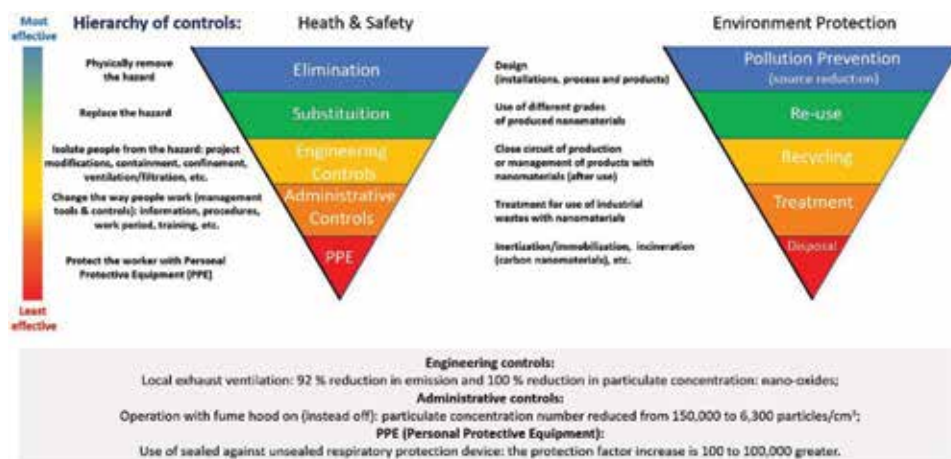 Most
effective
Hierarchy of controls:
Heath & Safety
Environment Protection
Physically remove
the hazard
Elimination
Design
(installations, process and products)
Pollution Prevention
(source reduction)
Replace the hazard
Substituition
Use of different grades
of produced nanomaterials
Re-use
Isolate people from the hazard: project
modifications, containment, confinement,
ventilation/filtration, etc.
Engineering
Controls
Close circuit of production
or management of products with
nanomaterials (after use)
Recycling
Change the way people work (management
tools & controls): information, procedures,
work period, training, etc.
Administrative
Controls
Treatment for use of industrial
wastes with nanomaterials
Treatment
Protect the worker with Personal
Protective Equipment (PPE)
PPE
Inertization/immobilization, incineration
(carbon nanomaterials), etc.
Disposal
Least
effective
Engineering controls:
Local exhaust ventilation: 92 % reduction in emission and 100 % reduction in particulate concentration: nano-oxides;
Administrative controls:
Operation with fume hood on (instead off): particulate concentration number reduced from 150,000 to 6,300 particles/cm³;
PPE (Personal Protective Equipment):
Use of sealed against unsealed respiratory protection device: the protection factor increase is 100 to 100,000 greater.